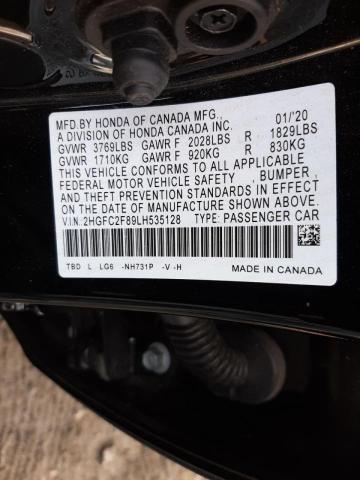 MFD.BY HONDA OF CANADA MFG., 01/'20
A DIVISION OF HONDA CANADA INC.
GVWR 3769LBS GAWR F 2028LBS R 1829LBS
GVWR 1710KG GAWR F 920KG R 830KG
THIS VEHICLE CONFORMS TO ALL APPLICABLE
FEDERAL MOTOR VEHICLE SAFETY , BUMPER ,
AND THEFT PREVENTION STANDARDS IN EFFECT
ON THE DATE OF MANUFACTURE SHOWN ABOVE.
V.I.N: 2HGFC2F89LH535128 TYPE: PASSENGER CAR
TBD L LG6 -NH731P -V -H
MADE IN CANADA